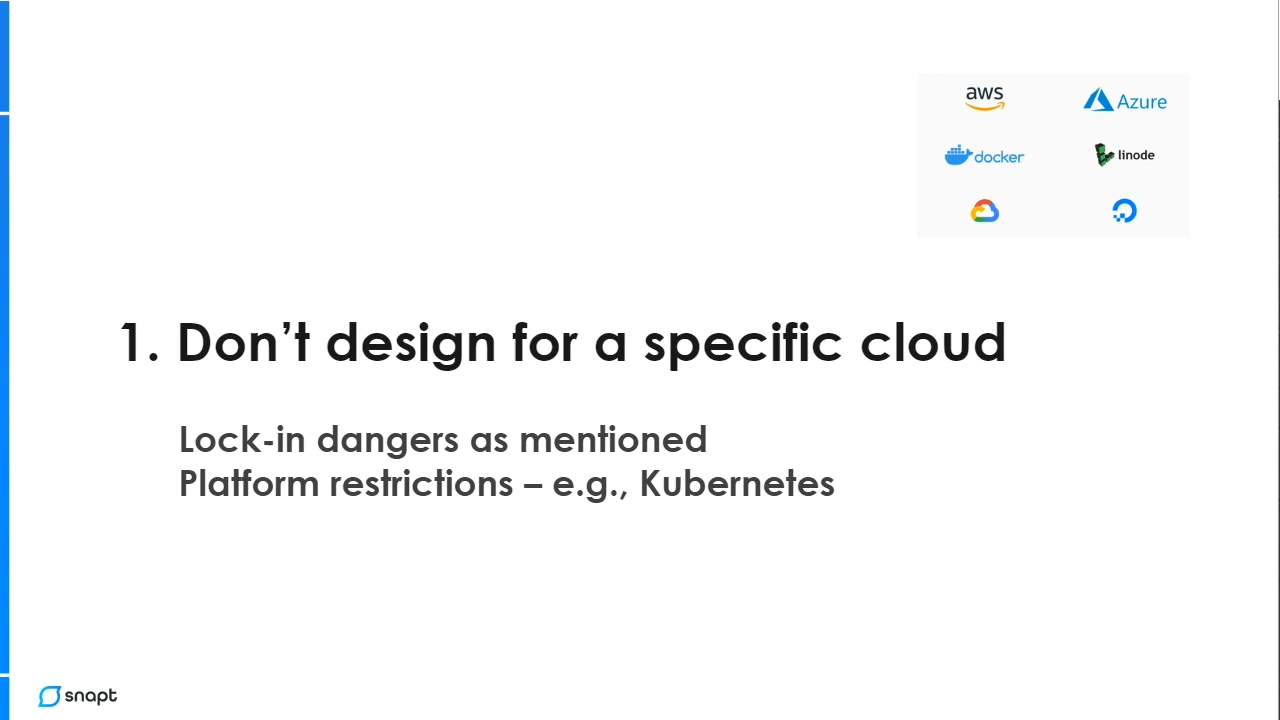 aws
Azure
docker
linode
1. Don’t design for a specific cloud
Lock-in dangers as mentioned
Platform restrictions – e.g., Kubernetes
snapt